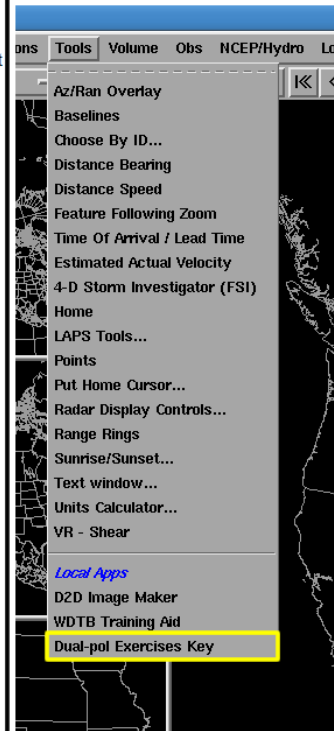 ons Tools Volume Obs NCEP/Hydro Lo
Az/Ran Overlay
Baselines
Choose By ID...
Distance Bearing
Distance Speed
Feature Following Zoom
Time Of Arrival / Lead Time
Estimated Actual Velocity
4-D Storm Investigator (FSI)
Home
LAPS Tools...
Points
Put Home Cursor...
Radar Display Controls...
Range Rings
Sunrise/Sunset...
Text window...
Units Calculator...
VR - Shear
Local Apps
D2D Image Maker
WDTB Training Aid
Dual-pol Exercises Key